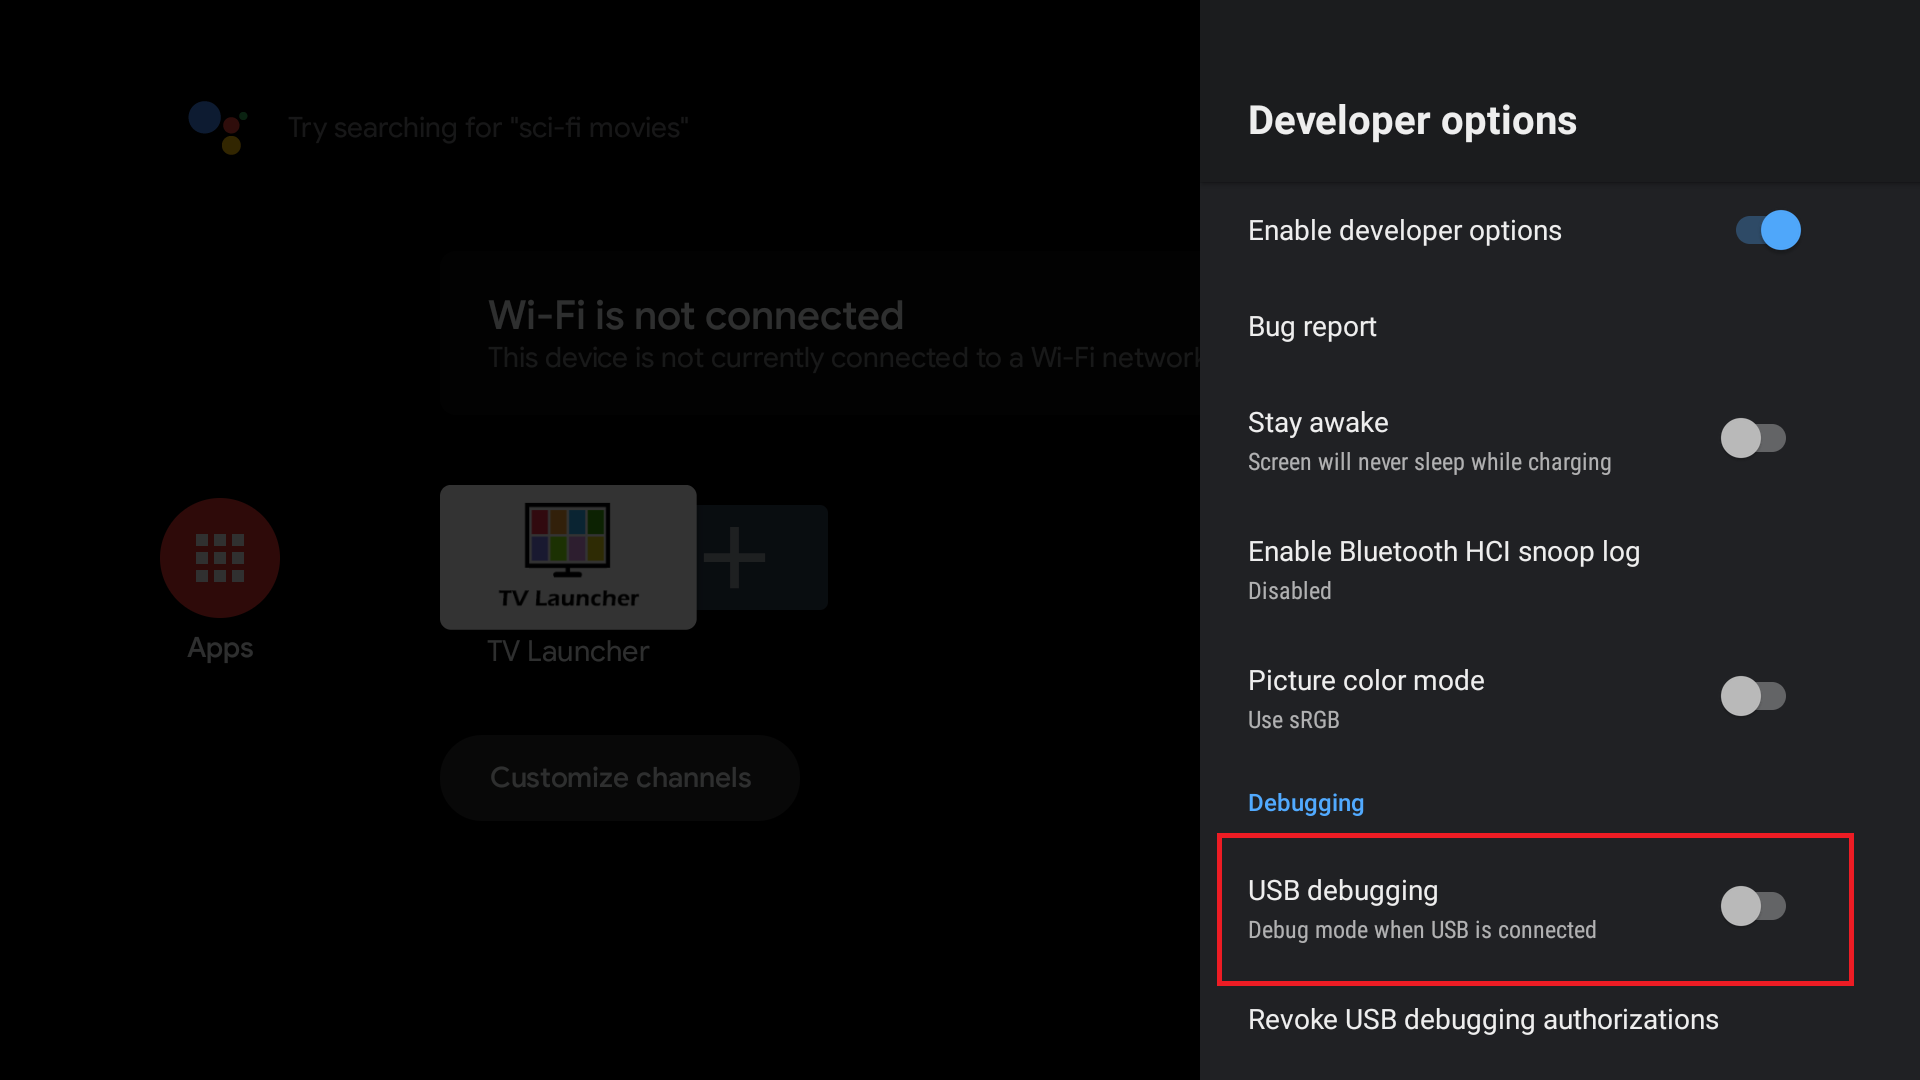 Try searching for "sci-fi movies"
Wi-Fi is not connected
This device is not currently connected to a Wi-Fi network
TV Launcher
Apps
TV Launcher
Customize channels
Developer options
Enable developer options
Bug report
Stay awake
Screen will never sleep while charging
Enable Bluetooth HCI snoop log
Disabled
Picture color mode
Use sRGB
Debugging
USB debugging
Debug mode when USB is connected
Revoke USB debugging authorizations